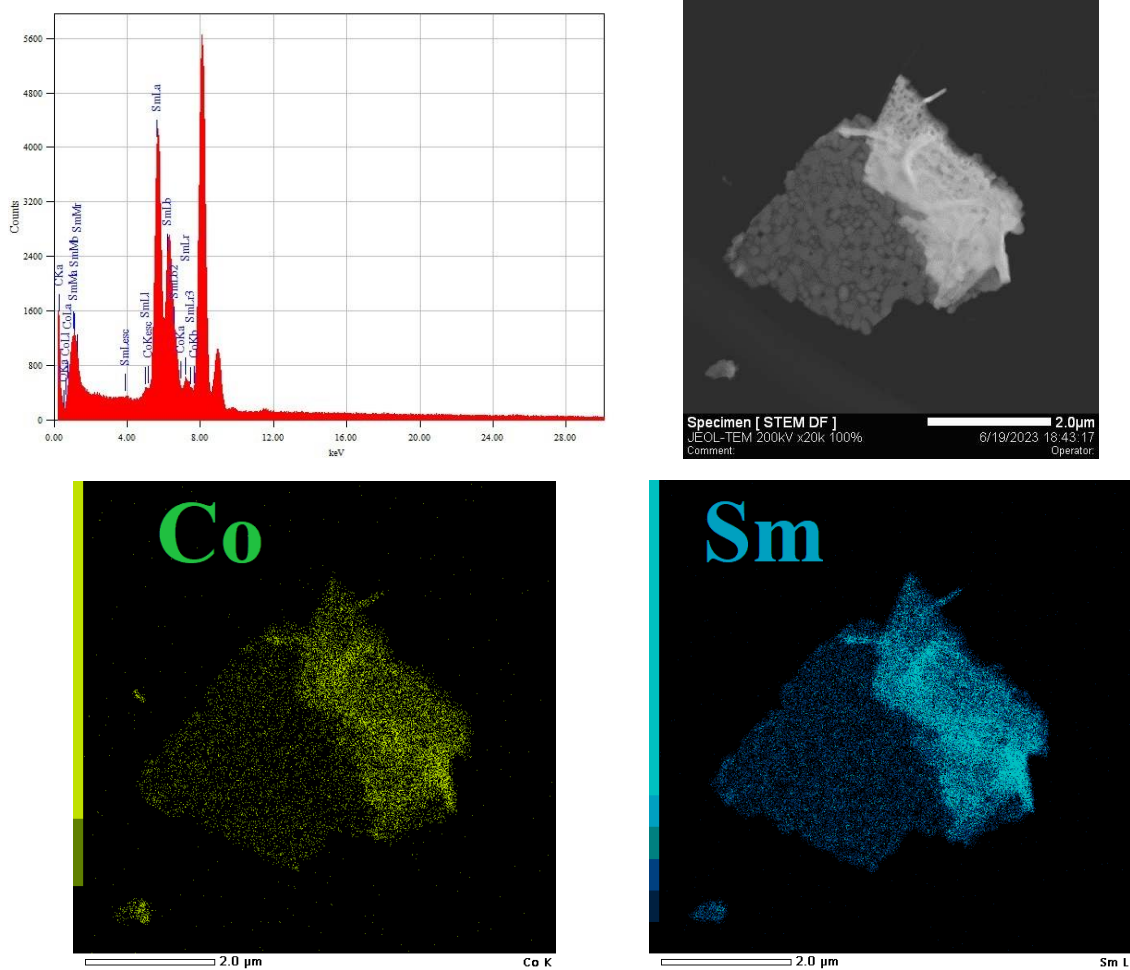 5600
4800
4000
3200
2400
1600
800
0
Counts
CKa
OKa
CoLl
CoLa
SmMa
SmMb
SmMr
SmLesc
CoKesc
SmLl
SmLa
SmLb
SmLb2
CoKa
SmLr
SmLr3
CoKb
0.00 4.00 8.00 12.00 16.00 20.00 24.00 28.00
keV
Specimen [ STEM DF ] 2.0µm
JEOL-TEM 200kV x20k 100% 6/19/2023 18:43:17
Comment: Operator:
Co
2.0 µm Co K
Sm
2.0 µm Sm L